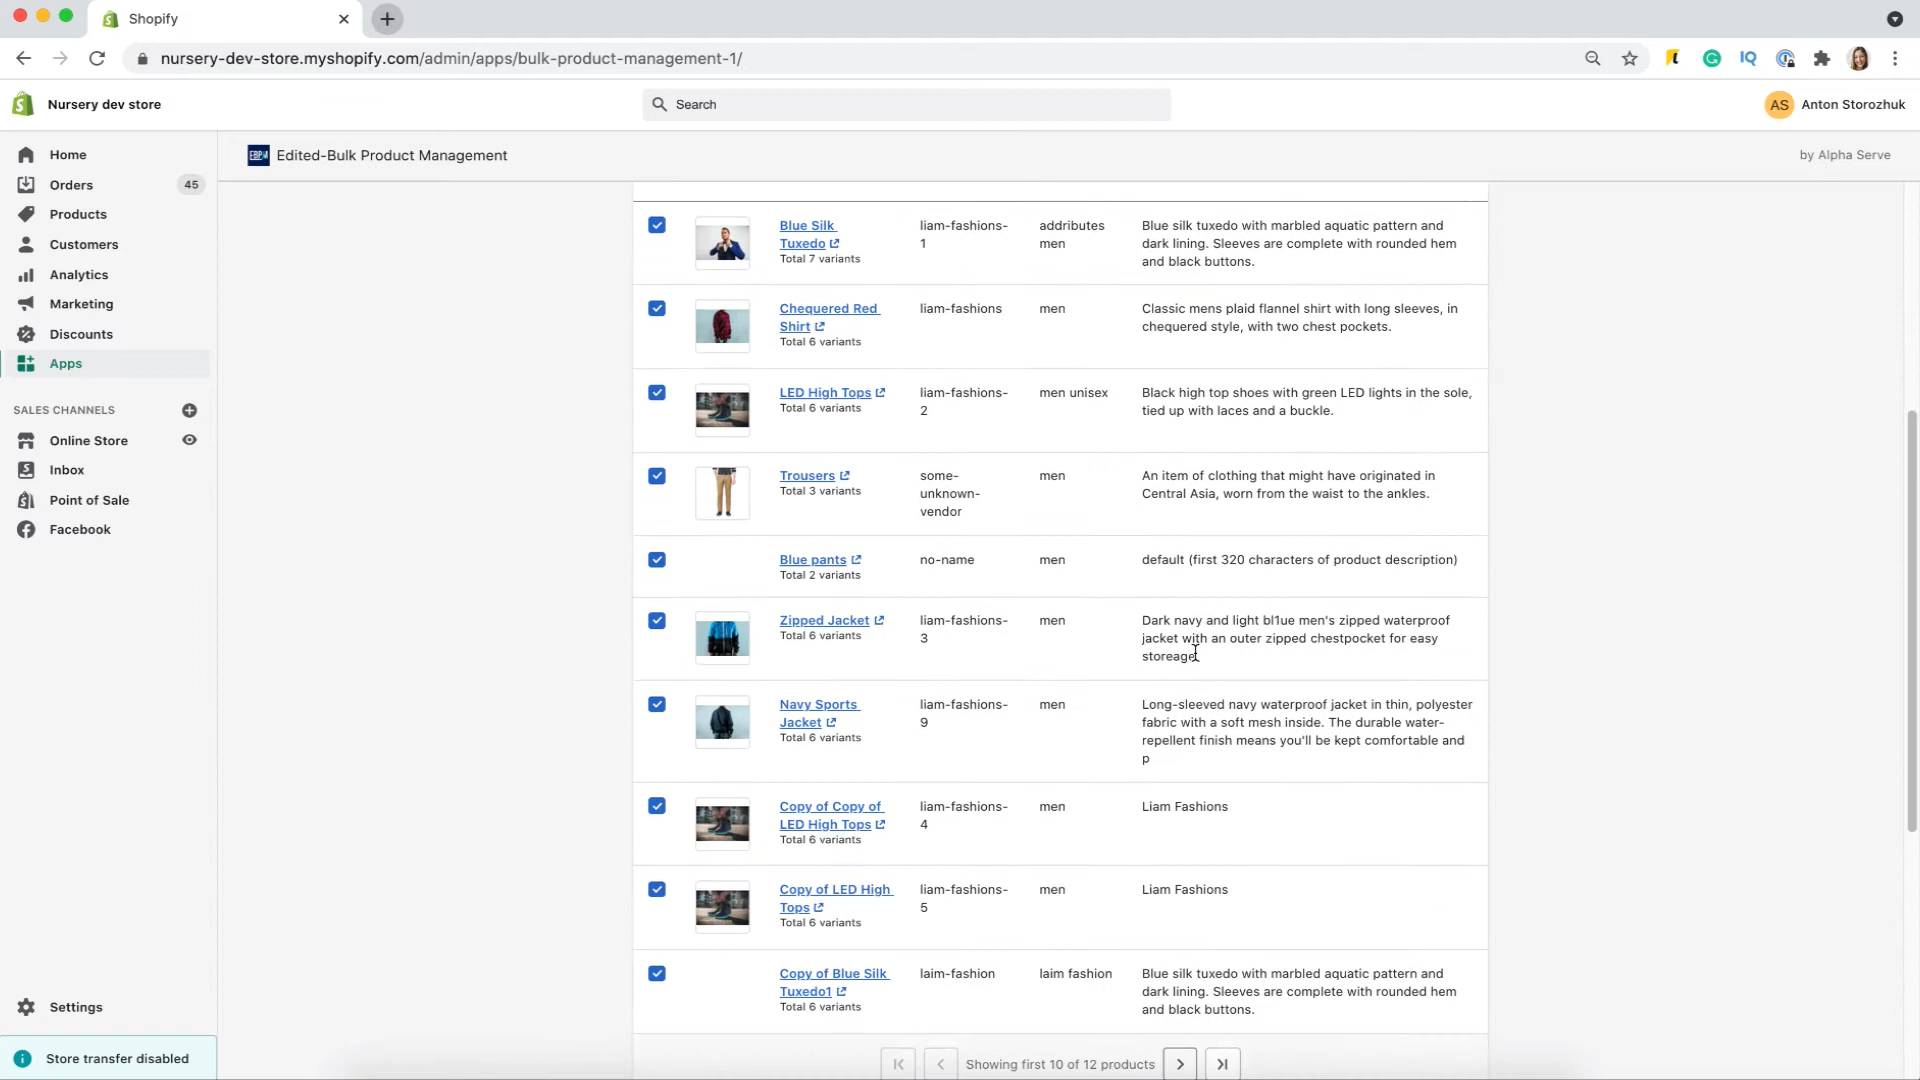 Shopify
nursery-dev-store.myshopify.com/admin/apps/bulk-product-management-1/
Nursery dev store
Search
AS
Anton Storozhuk
Home
Orders
45
Products
Customers
Analytics
Marketing
Discounts
Apps
SALES CHANNELS
Online Store
Inbox
Point of Sale
Facebook
Settings
Store transfer disabled
EBPM
Edited-Bulk Product Management
by Alpha Serve
Blue Silk
Tuxedo
Total 7 variants
liam-fashions-
1
addributes
men
Blue silk tuxedo with marbled aquatic pattern and
dark lining. Sleeves are complete with rounded hem
and black buttons.
Chequered Red
Shirt
Total 6 variants
liam-fashions
men
Classic mens plaid flannel shirt with long sleeves, in
chequered style, with two chest pockets.
LED High Tops
Total 6 variants
liam-fashions-
2
men unisex
Black high top shoes with green LED lights in the sole,
tied up with laces and a buckle.
Trousers
Total 3 variants
some-
unknown-
vendor
men
An item of clothing that might have originated in
Central Asia, worn from the waist to the ankles.
Blue pants
Total 2 variants
no-name
men
default (first 320 characters of product description)
Zipped Jacket
Total 6 variants
liam-fashions-
3
men
Dark navy and light bl1ue men's zipped waterproof
jacket with an outer zipped chestpocket for easy
storeage
Navy Sports
Jacket
Total 6 variants
liam-fashions-
9
men
Long-sleeved navy waterproof jacket in thin, polyester
fabric with a soft mesh inside. The durable water-
repellent finish means you'll be kept comfortable and
p
Copy of Copy of
LED High Tops
Total 6 variants
liam-fashions-
4
men
Liam Fashions
Copy of LED High
Tops
Total 6 variants
liam-fashions-
5
men
Liam Fashions
Copy of Blue Silk
Tuxedo1
Total 6 variants
laim-fashion
laim fashion
Blue silk tuxedo with marbled aquatic pattern and
dark lining. Sleeves are complete with rounded hem
and black buttons.
Showing first 10 of 12 products